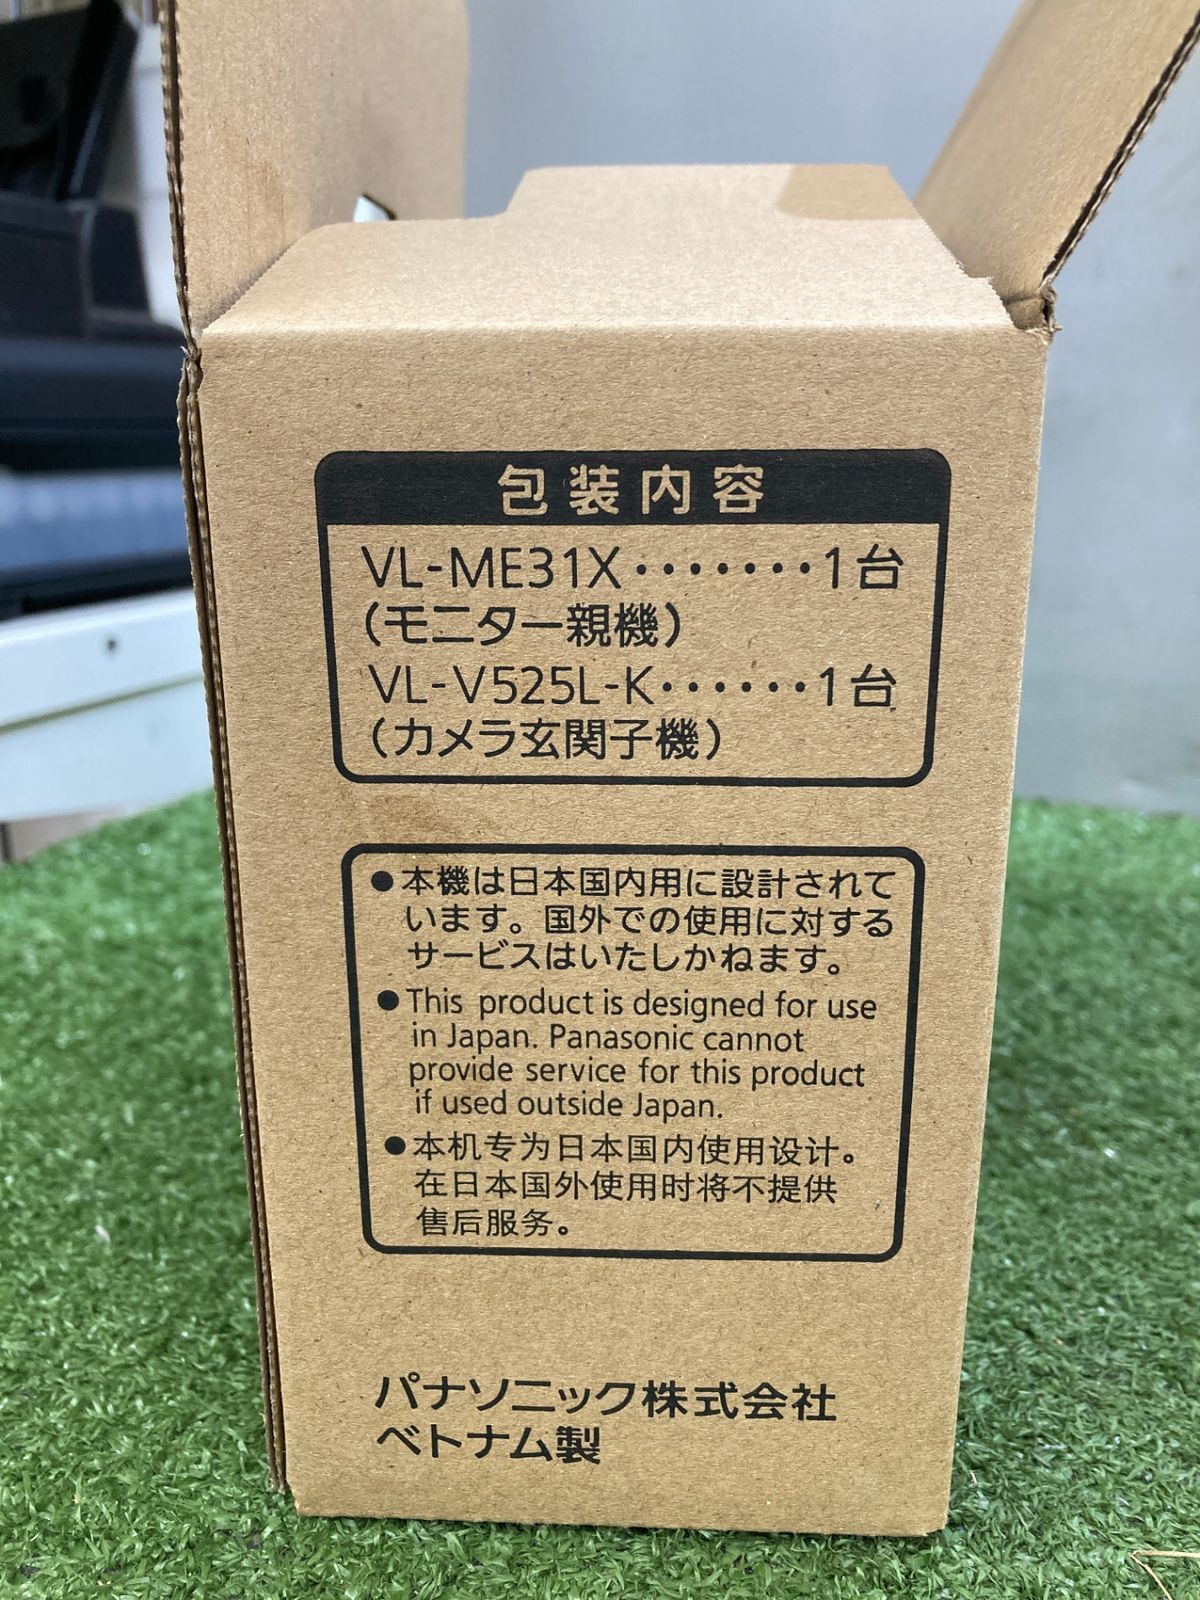 包装内容
VL-ME31X・・・・・・・・1台
(モニター親機)
VL-V525L-K・・・・・・1台
(カメラ玄関子機)
●本機は日本国内用に設計されて
います。国外での使用に対する
サービスはいたしかねます。
●This product is designed for use
in Japan. Panasonic cannot
provide service for this product
if used outside Japan.
●本机专为日本国内使用设计。
在日本国外使用时将不提供
售后服务。
パナソニック株式会社
ベトナム製